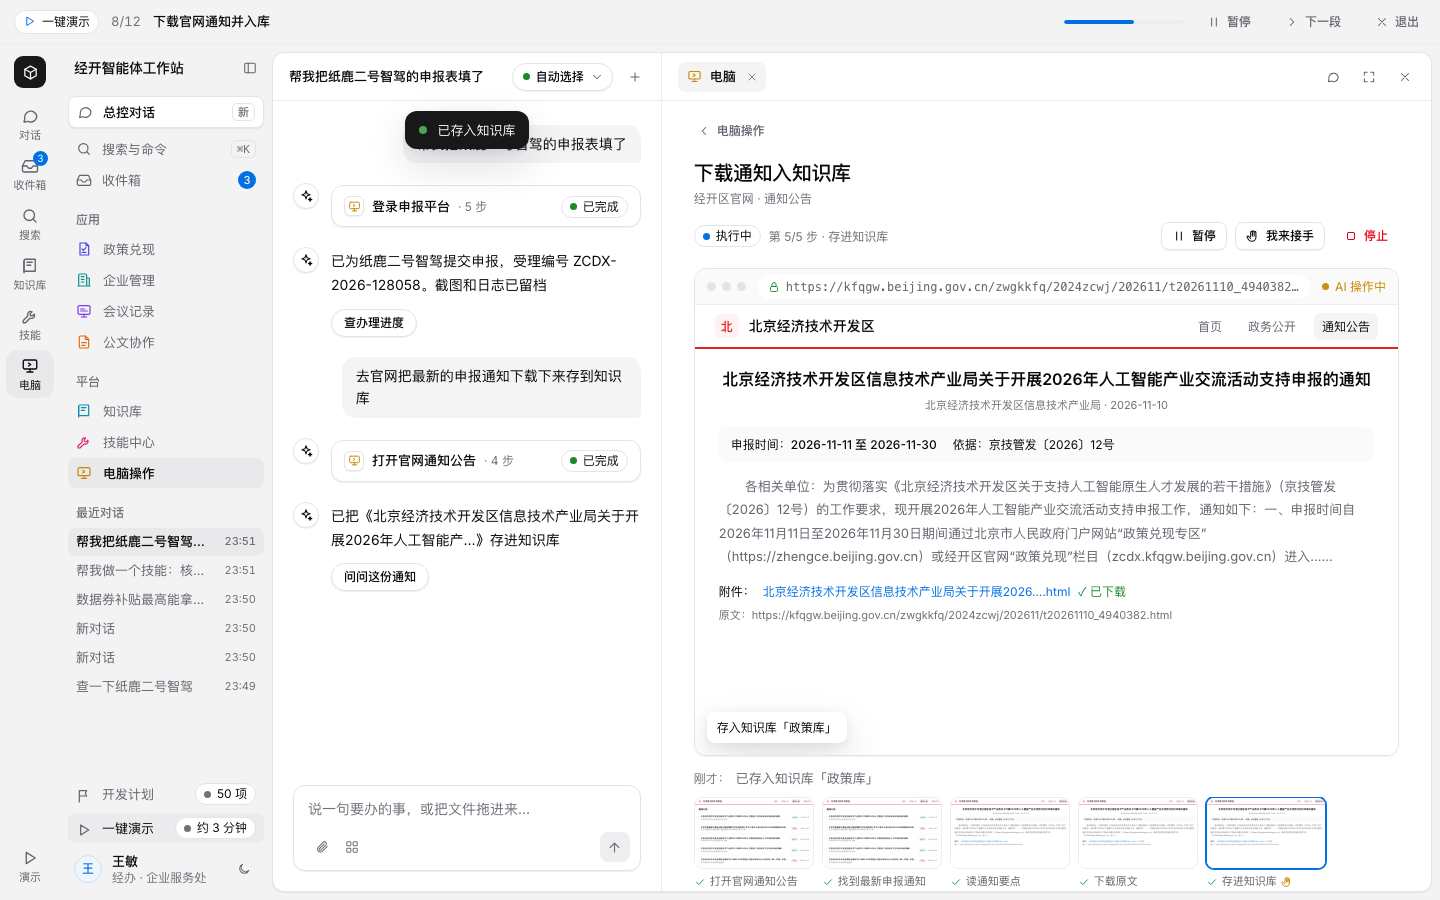 一键演示
8/12
下载官网通知并入库
暂停
下一段
退出
对话
3
收件箱
搜索
知识库
技能
电脑
演示
经开智能体工作站
总控对话
新
搜索与命令
⌘K
收件箱
3
应用
政策兑现
企业管理
会议记录
公文协作
平台
知识库
技能中心
电脑操作
最近对话
帮我把纸鹿二号智驾...
23:51
帮我做一个技能：核...
23:51
数据券补贴最高能拿...
23:50
新对话
23:50
新对话
23:50
查一下纸鹿二号智驾
23:49
开发计划
50 项
一键演示
约 3 分钟
王
王敏
经办 · 企业服务处
帮我把纸鹿二号智驾的申报表填了
自动选择
已存入知识库
驾的申报表填了
登录申报平台 · 5 步
已完成
已为纸鹿二号智驾提交申报，受理编号 ZCDX-
2026-128058。截图和日志已留档
查办理进度
去官网把最新的申报通知下载下来存到知识
库
打开官网通知公告 · 4 步
已完成
已把《北京经济技术开发区信息技术产业局关于开
展2026年人工智能产...》存进知识库
问问这份通知
说一句要办的事，或把文件拖进来...
电脑
电脑操作
下载通知入知识库
经开区官网 · 通知公告
执行中
第 5/5 步 · 存进知识库
暂停
我来接手
停止
https://kfqgw.beijing.gov.cn/zwgkkfq/2024zcwj/202611/t20261110_4940382…
AI 操作中
北
北京经济技术开发区
首页
政务公开
通知公告
北京经济技术开发区信息技术产业局关于开展2026年人工智能产业交流活动支持申报的通知
北京经济技术开发区信息技术产业局 · 2026-11-10
申报时间：2026-11-11 至 2026-11-30
依据：京技管发〔2026〕12号
各相关单位：为贯彻落实《北京经济技术开发区关于支持人工智能原生人才发展的若干措施》（京技管发
〔2026〕12号）的工作要求，现开展2026年人工智能产业交流活动支持申报工作，通知如下：一、申报时间自
2026年11月11日至2026年11月30日期间通过北京市人民政府门户网站“政策兑现专区”
（https://zhengce.beijing.gov.cn）或经开区官网“政策兑现”栏目（zcdx.kfqgw.beijing.gov.cn）进入......
附件：
北京经济技术开发区信息技术产业局关于开展2026....html
✓ 已下载
原文：https://kfqgw.beijing.gov.cn/zwgkkfq/2024zcwj/202611/t20261110_4940382.html
存入知识库「政策库」
刚才：
已存入知识库「政策库」
打开官网通知公告
找到最新申报通知
读通知要点
下载原文
存进知识库